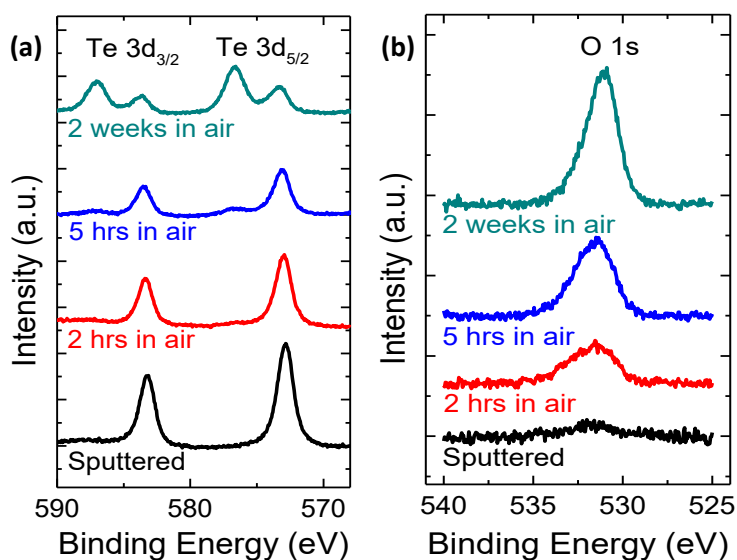 (a)
Te 3d3/2 Te 3d5/2
2 weeks in air
5 hrs in air
2 hrs in air
Sputtered
590 580 570
Binding Energy (eV)
Intensity (a.u.)
(b)
O 1s
2 weeks in air
5 hrs in air
2 hrs in air
Sputtered
540 535 530 525
Binding Energy (eV)
Intensity (a.u.)